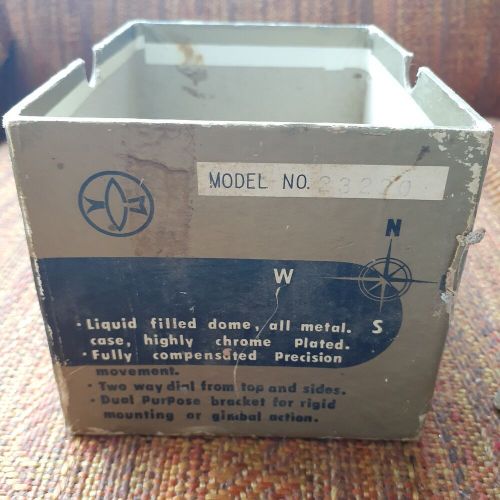 MODEL NO. 23220
N
W
S
• Liquid filled dome, all metal.
case, highly chrome Plated.
• Fully compensated Precision
movement.
• Two way dial from top and sides.
• Dual Purpose bracket for rigid
mounting or gimbal action.